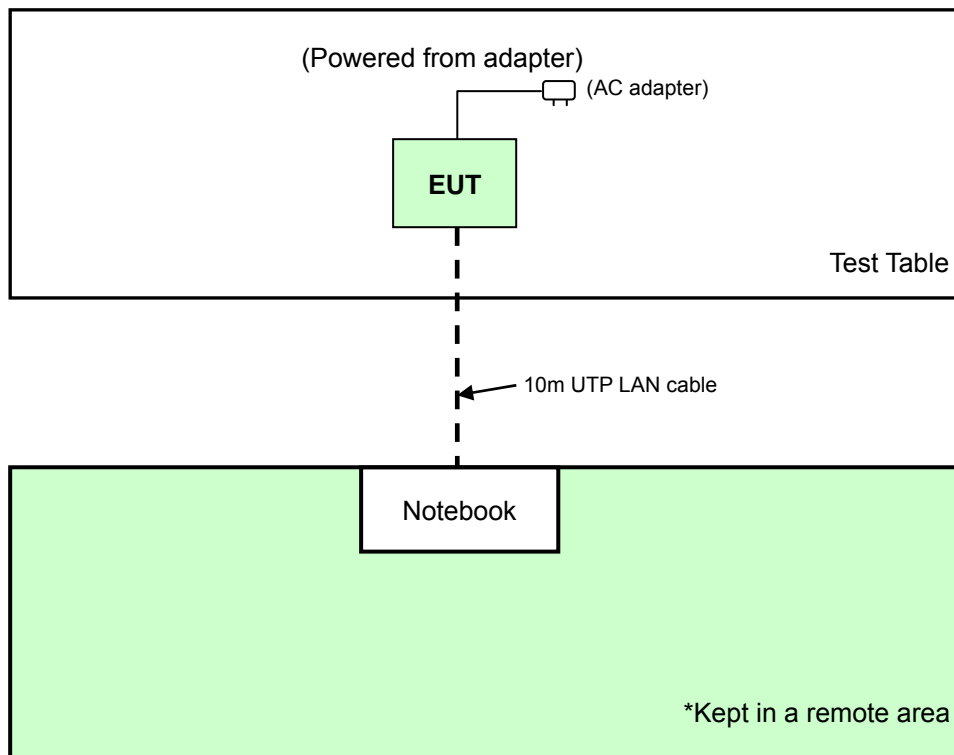 (Powered from adapter)
(AC adapter)
EUT
Test Table
10m UTP LAN cable
Notebook
*Kept in a remote area